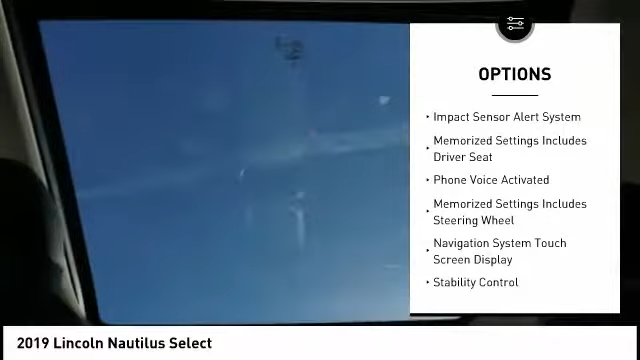 OPTIONS
• Impact Sensor Alert System
• Memorized Settings Includes
Driver Seat
• Phone Voice Activated
• Memorized Settings Includes
Steering Wheel
• Navigation System Touch
Screen Display
• Stability Control
2019 Lincoln Nautilus Select